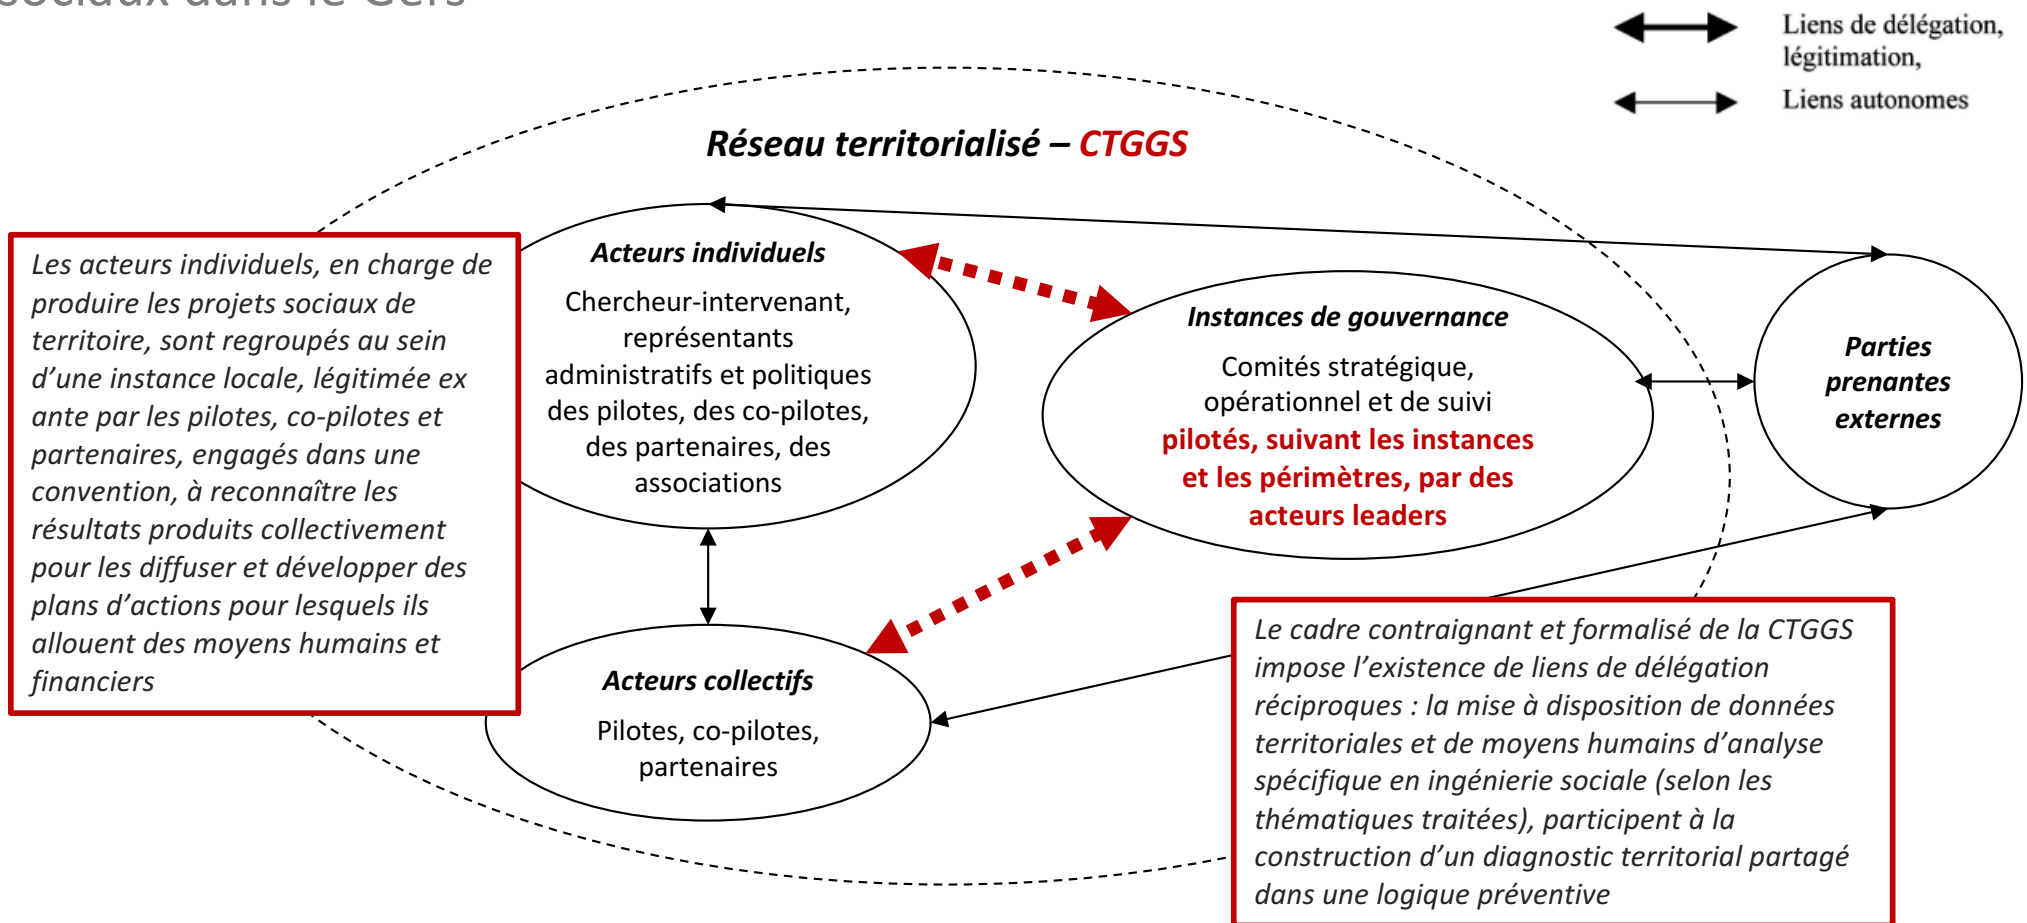 sociaux dans le Gers
Liens de délégation,
légitimation,
Liens autonomes
Réseau territorialisé – CTGGS
Les acteurs individuels, en charge de
produire les projets sociaux de
territoire, sont regroupés au sein
d’une instance locale, légitimée ex
ante par les pilotes, co-pilotes et
partenaires, engagés dans une
convention, à reconnaître les
résultats produits collectivement
pour les diffuser et développer des
plans d’actions pour lesquels ils
allouent des moyens humains et
financiers
Acteurs individuels
Chercheur-intervenant,
représentants
administratifs et politiques
des pilotes, des co-pilotes,
des partenaires, des
associations
Instances de gouvernance
Comités stratégique,
opérationnel et de suivi
pilotés, suivant les instances
et les périmètres, par des
acteurs leaders
Parties
prenantes
externes
Acteurs collectifs
Pilotes, co-pilotes,
partenaires
Le cadre contraignant et formalisé de la CTGGS
impose l’existence de liens de délégation
réciproques : la mise à disposition de données
territoriales et de moyens humains d’analyse
spécifique en ingénierie sociale (selon les
thématiques traitées), participent à la
construction d’un diagnostic territorial partagé
dans une logique préventive